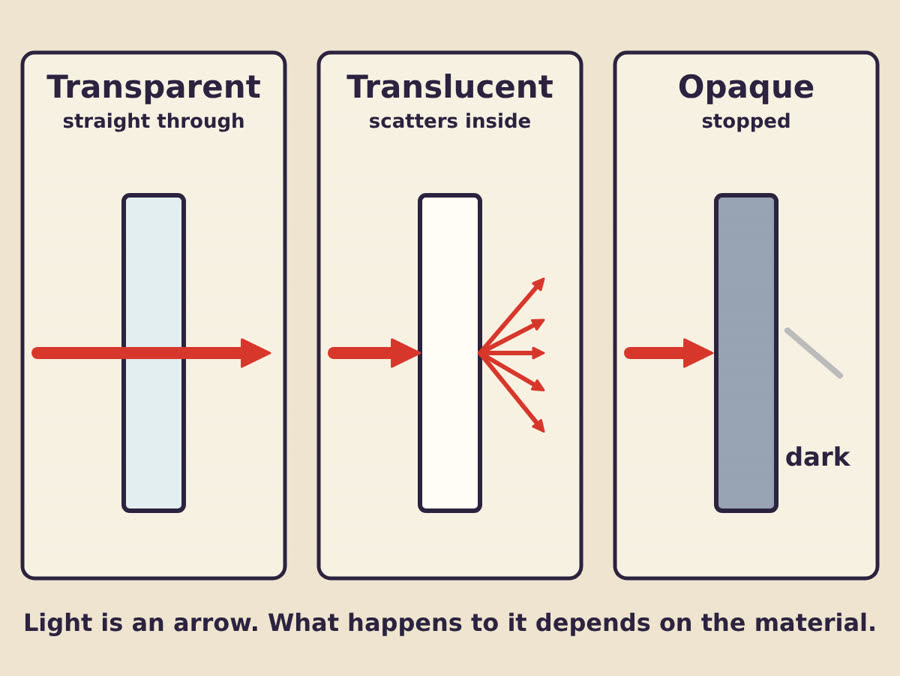 Transparent
straight through
Translucent
scatters inside
Opaque
stopped
dark
Light is an arrow. What happens to it depends on the material.